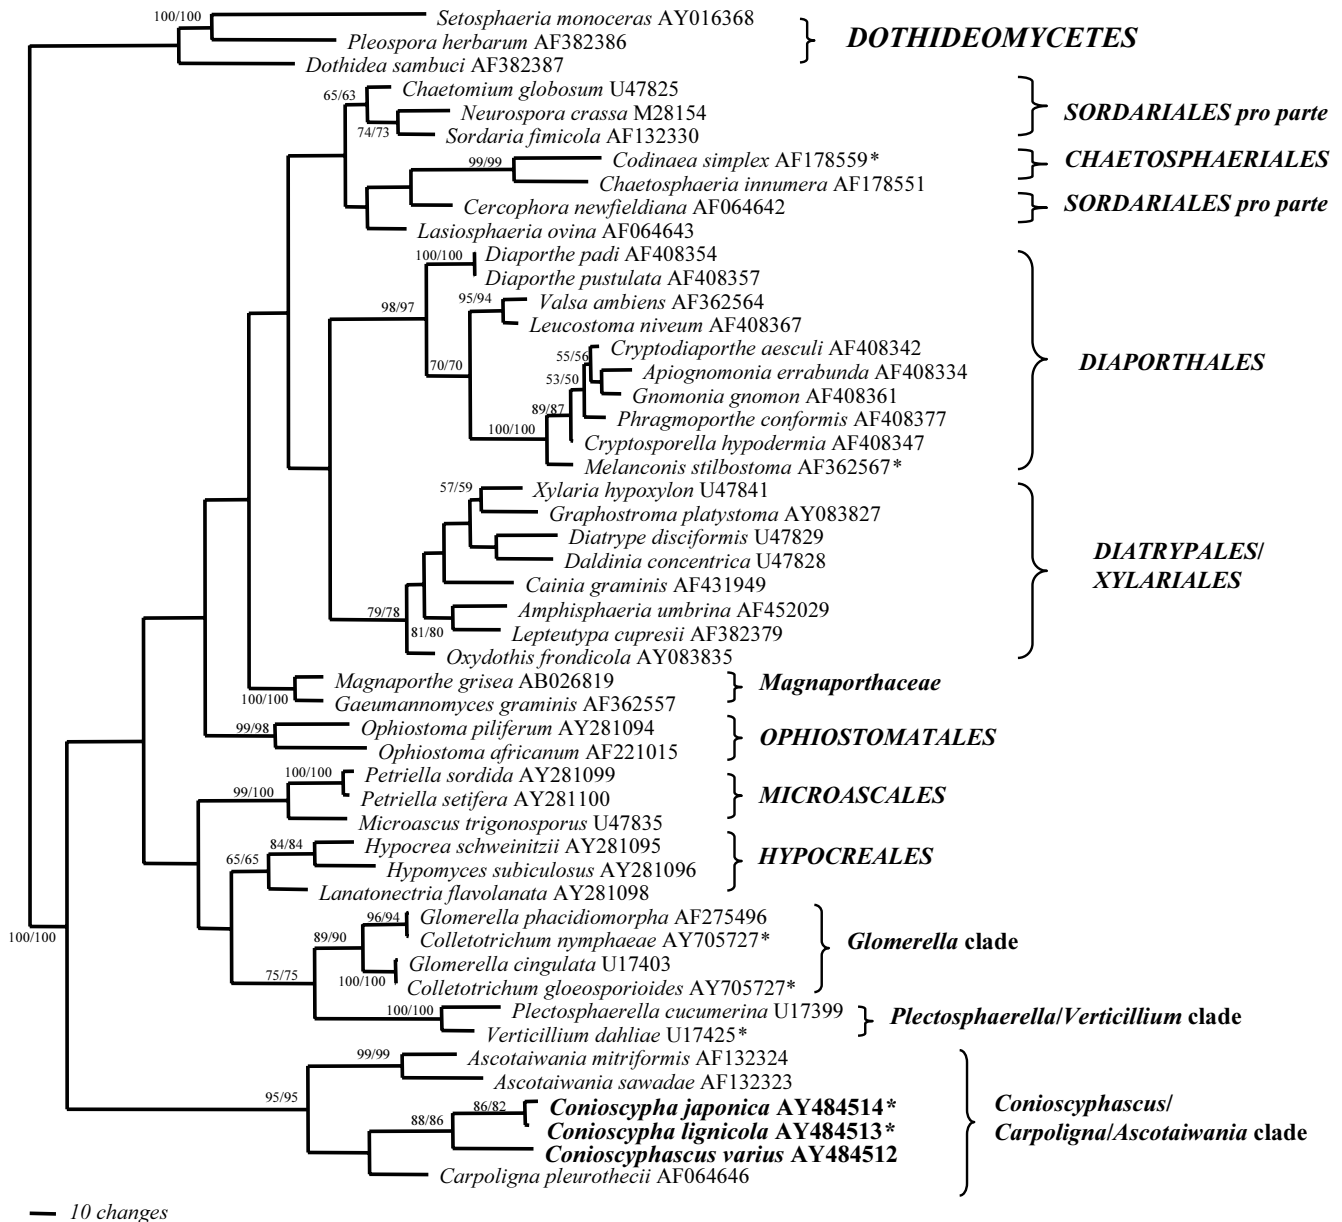 100/100
Setosphaeria monoceras AY016368
Pleospora herbarum AF382386
Dothidea sambuci AF382387
DOTHIDEOMYCETES
65/63
Chaetomium globosum U47825
Neurospora crassa M28154
74/73
Sordaria fimicola AF132330
SORDARIALES pro parte
99/99
Codinaea simplex AF178559*
Chaetosphaeria innumera AF178551
CHAETOSPHAERIALES
Cercophora newfieldiana AF064642
Lasiosphaeria ovina AF064643
SORDARIALES pro parte
98/97
100/100
Diaporthe padi AF408354
Diaporthe pustulata AF408357
95/94
Valsa ambiens AF362564
Leucostoma niveum AF408367
70/70
55/56
Cryptodiaporthe aesculi AF408342
Apiognomonia errabunda AF408334
53/50
Gnomonia gnomon AF408361
89/87
Phragmoporthe conformis AF408377
100/100
Cryptosporella hypodermia AF408347
Melanconis stilbostoma AF362567*
DIAPORTHALES
57/59
Xylaria hypoxylon U47841
Graphostroma platystoma AY083827
Diatrype disciformis U47829
Daldinia concentrica U47828
Cainia graminis AF431949
79/78
Amphisphaeria umbrina AF452029
81/80
Lepteutypa cupresii AF382379
Oxydothis frondicola AY083835
DIATRYPALES/
XYLARIALES
Magnaporthe grisea AB026819
100/100
Gaeumannomyces graminis AF362557
Magnaporthaceae
99/98
Ophiostoma piliferum AY281094
Ophiostoma africanum AF221015
OPHIOSTOMATALES
100/100
Petriella sordida AY281099
99/100
Petriella setifera AY281100
Microascus trigonosporus U47835
MICROASCALES
84/84
Hypocrea schweinitzii AY281095
65/65
Hypomyces subiculosus AY281096
Lanatonectria flavolanata AY281098
HYPOCREALES
96/94
Glomerella phacidiomorpha AF275496
89/90
Colletotrichum nymphaeae AY705727*
Glomerella cingulata U17403
75/75
100/100
Colletotrichum gloeosporioides AY705727*
Glomerella clade
100/100
Plectosphaerella cucumerina U17399
Verticillium dahliae U17425*
Plectosphaerella/Verticillium clade
100/100
99/99
Ascotaiwania mitriformis AF132324
Ascotaiwania sawadae AF132323
95/95
86/82
Conioscypha japonica AY484514*
88/86
Conioscypha lignicola AY484513*
Conioscyphascus varius AY484512
Carpoligna pleurothecii AF064646
Conioscyphascus/
Carpoligna/Ascotaiwania clade
10 changes